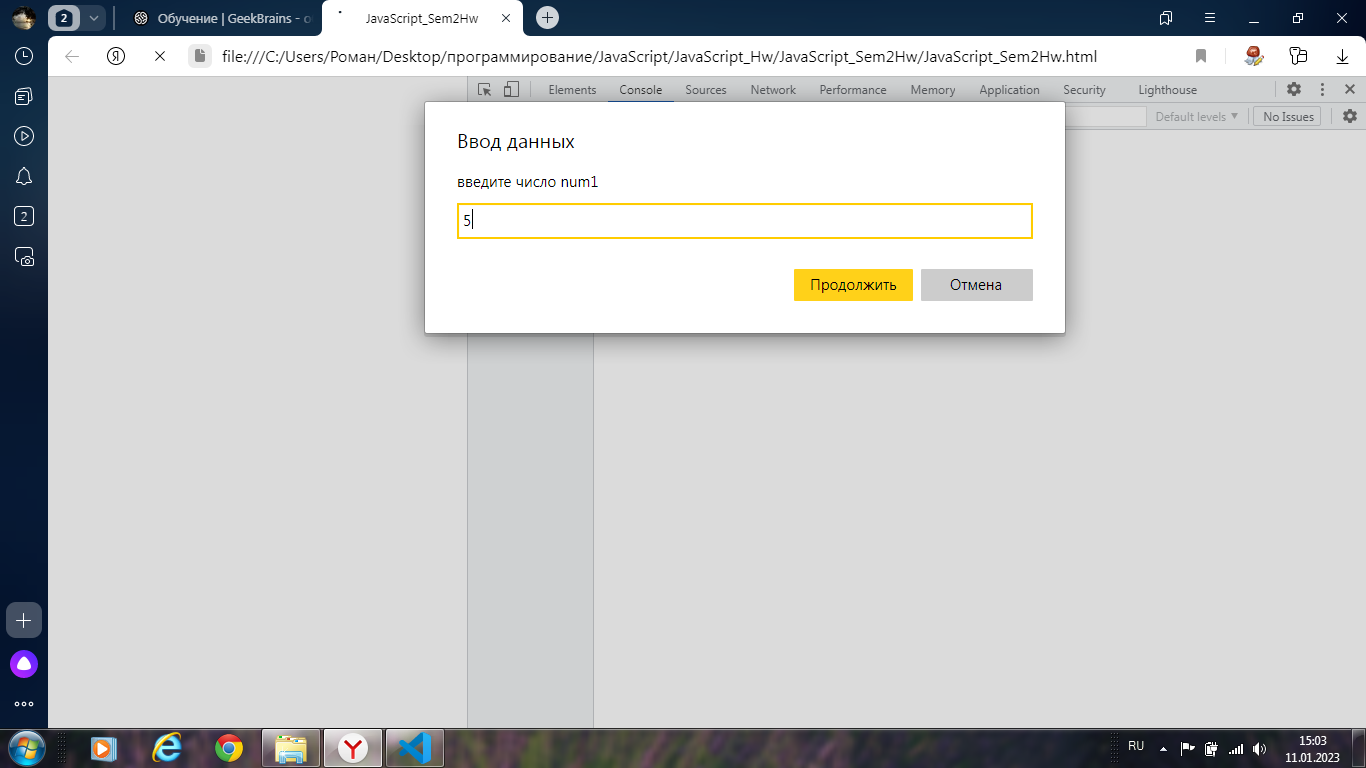 2
Обучение | GeekBrains - о
JavaScript_Sem2Hw
file:///C:/Users/Роман/Desktop/программирование/JavaScript/JavaScript_Hw/JavaScript_Sem2Hw/JavaScript_Sem2Hw.html
Elements Console Sources Network Performance Memory Application Security Lighthouse
Default levels ▼ No Issues
Ввод данных
введите число num1
5
Продолжить Отмена
2
RU
15:03
11.01.2023